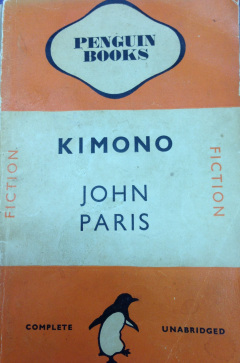 PENGUIN
BOOKS
KIMONO
FICTION
FICTION
JOHN
PARIS
COMPLETE
UNABRIDGED